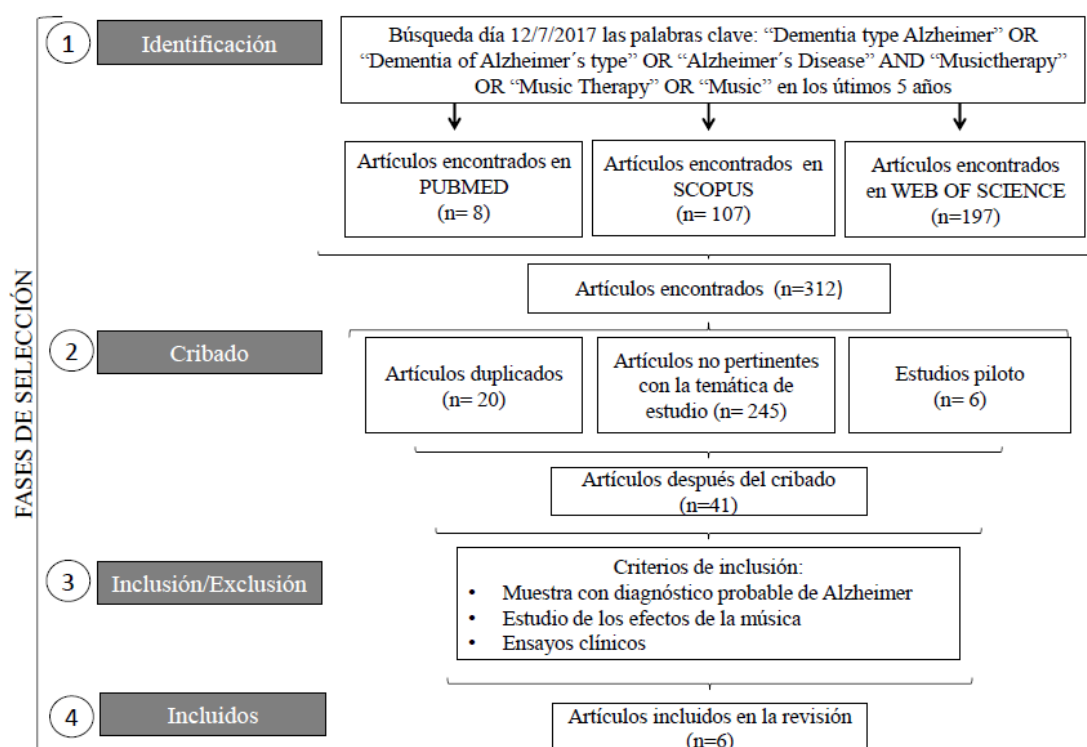 FASES DE SELECCIÓN
1
Identificación
Búsqueda día 12/7/2017 las palabras clave: “Dementia type Alzheimer” OR
“Dementia of Alzheimer´s type” OR “Alzheimer´s Disease” AND “Musictherapy”
OR “Music Therapy” OR “Music” en los útimos 5 años
Artículos encontrados en
PUBMED
(n= 8)
Artículos encontrados en
SCOPUS
(n= 107)
Artículos encontrados
en WEB OF SCIENCE
(n=197)
Artículos encontrados (n=312)
2
Cribado
Artículos duplicados
(n= 20)
Artículos no pertinentes
con la temática de
estudio (n= 245)
Estudios piloto
(n= 6)
Artículos después del cribado
(n=41)
3
Inclusión/Exclusión
Criterios de inclusión:
• Muestra con diagnóstico probable de Alzheimer
• Estudio de los efectos de la música
• Ensayos clínicos
4
Incluidos
Artículos incluidos en la revisión
(n=6)